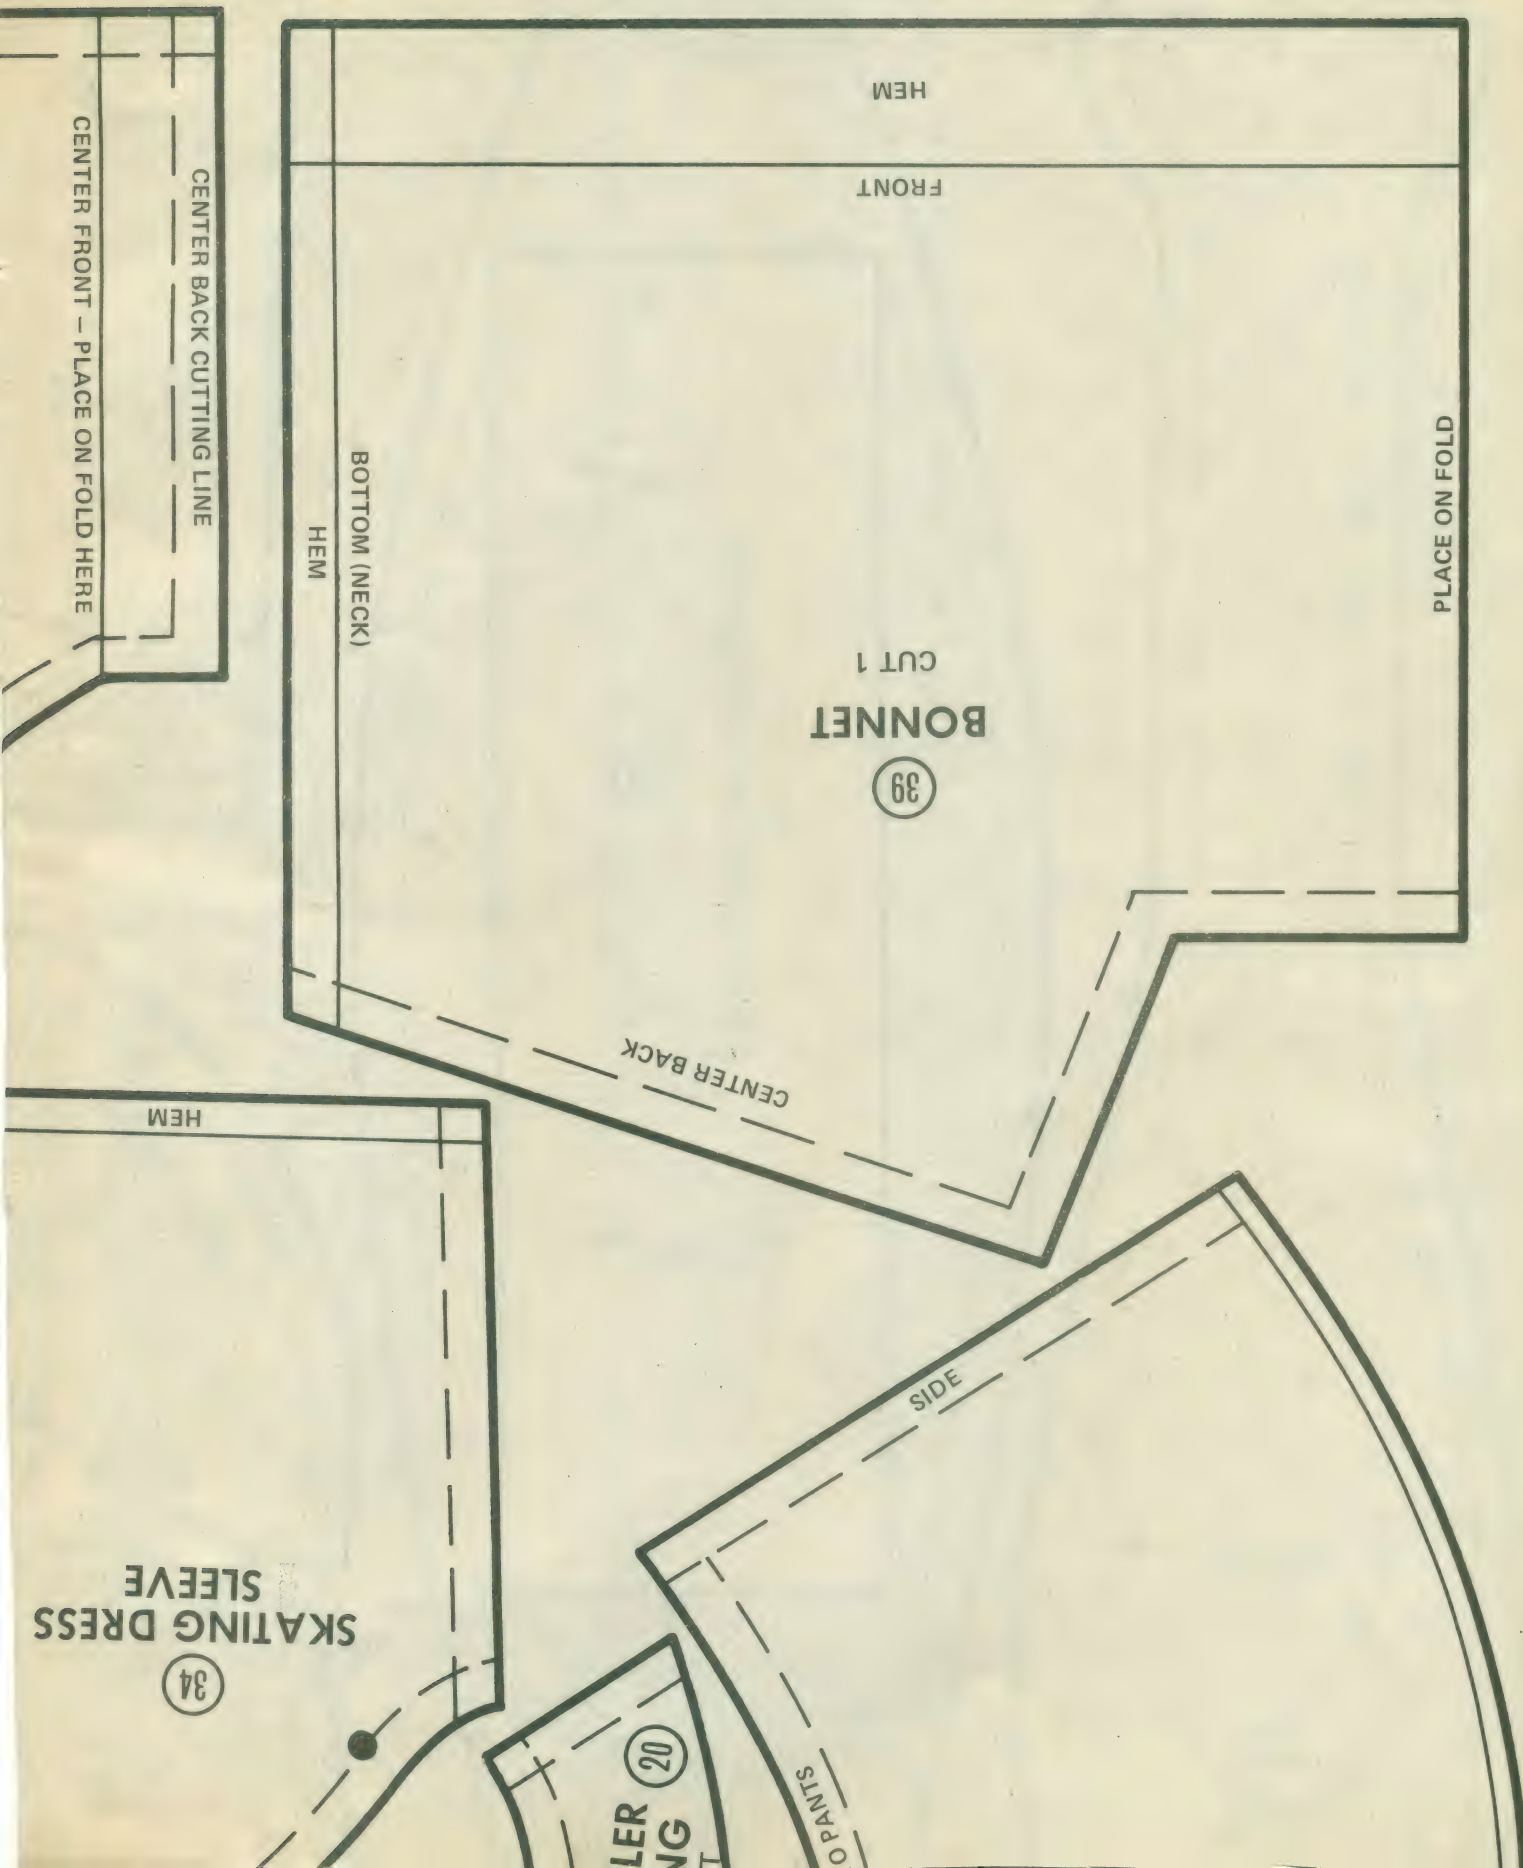 HEM
FRONT
CENTER FRONT – PLACE ON FOLD HERE
CENTER BACK CUTTING LINE
BOTTOM (NECK)
HEM
PLACE ON FOLD
39
BONNET
CUT 1
CENTER BACK
HEM
34
SKATING DRESS
SLEEVE
SIDE
20
LER
NG
O PANTS